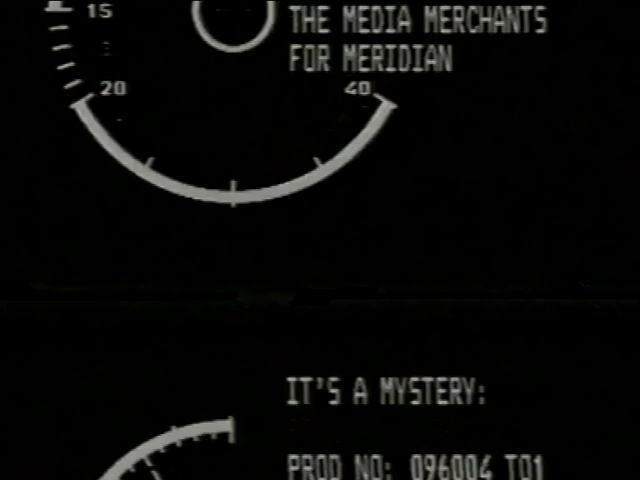 15
THE MEDIA MERCHANTS
FOR MERIDIAN
20
40
IT'S A MYSTERY:
PROD NO: 096004 T01